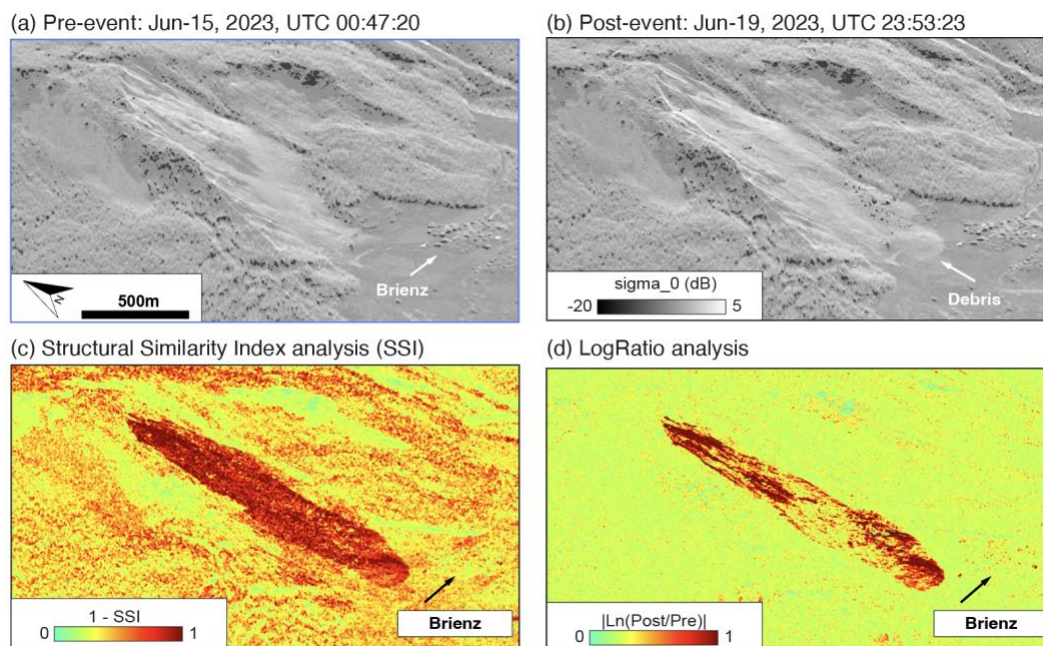 (a) Pre-event: Jun-15, 2023, UTC 00:47:20
(b) Post-event: Jun-19, 2023, UTC 23:53:23
Brienz
N
500m
sigma_0 (dB)
-20
5
Debris
(c) Structural Similarity Index analysis (SSI)
(d) LogRatio analysis
1 - SSI
0
1
Brienz
|Ln(Post/Pre)|
0
1
Brienz